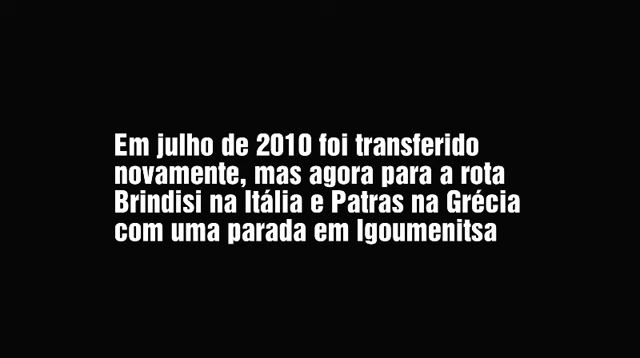 Em julho de 2010 foi transferido
novamente, mas agora para a rota
Brindisi na Itália e Patras na Grécia
com uma parada em Igoumenitsa